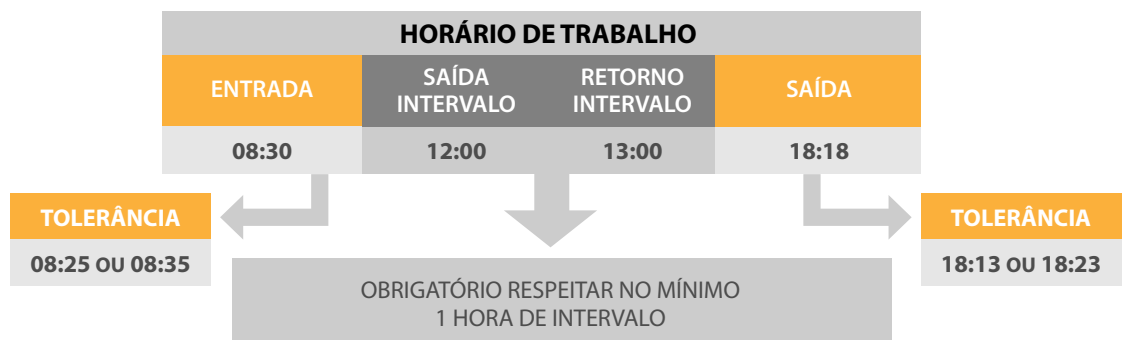 HORÁRIO DE TRABALHO
ENTRADA
SAÍDA
INTERVALO
RETORNO
INTERVALO
SAÍDA
08:30
12:00
13:00
18:18
TOLERÂNCIA
08:25 OU 08:35
TOLERÂNCIA
18:13 OU 18:23
OBRIGATÓRIO RESPEITAR NO MÍNIMO
1 HORA DE INTERVALO